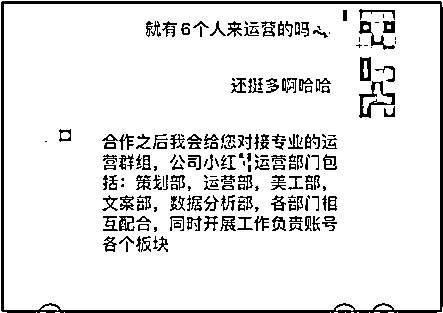 就有6个人来运营的吗
还挺多啊哈哈
合作之后我会给您对接专业的运
营群组，公司小红 运营部门包
括：策划部，运营部，美工部，
文案部，数据分析部，各部门相
互配合，同时开展工作负责账号
各个板块